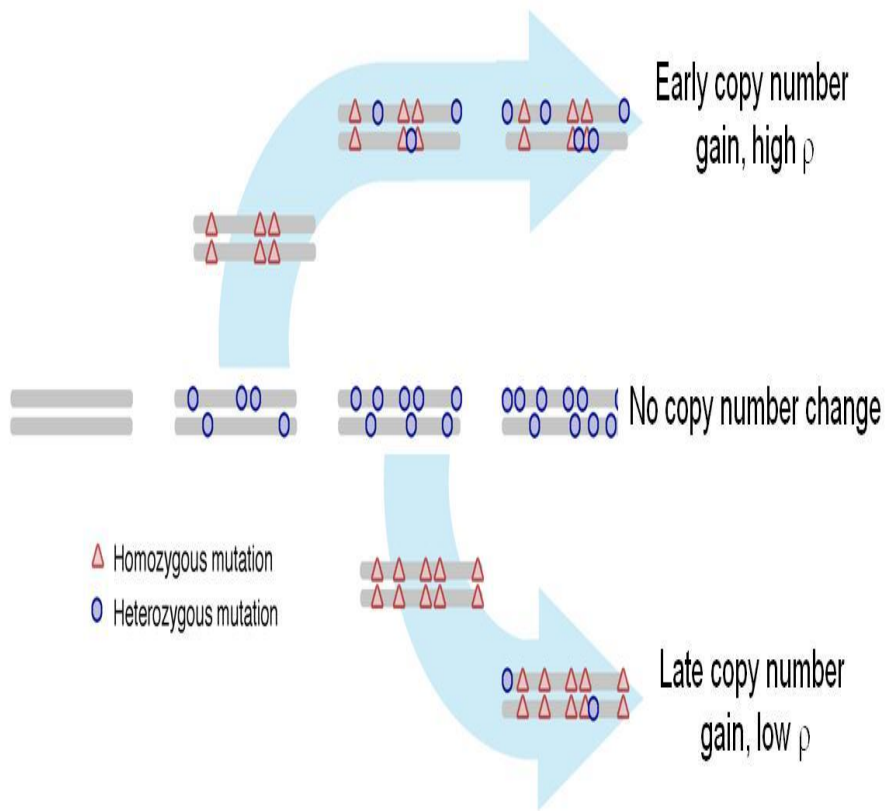 Early copy number
gain, high ρ
No copy number change
Homozygous mutation
Heterozygous mutation
Late copy number
gain, low ρ